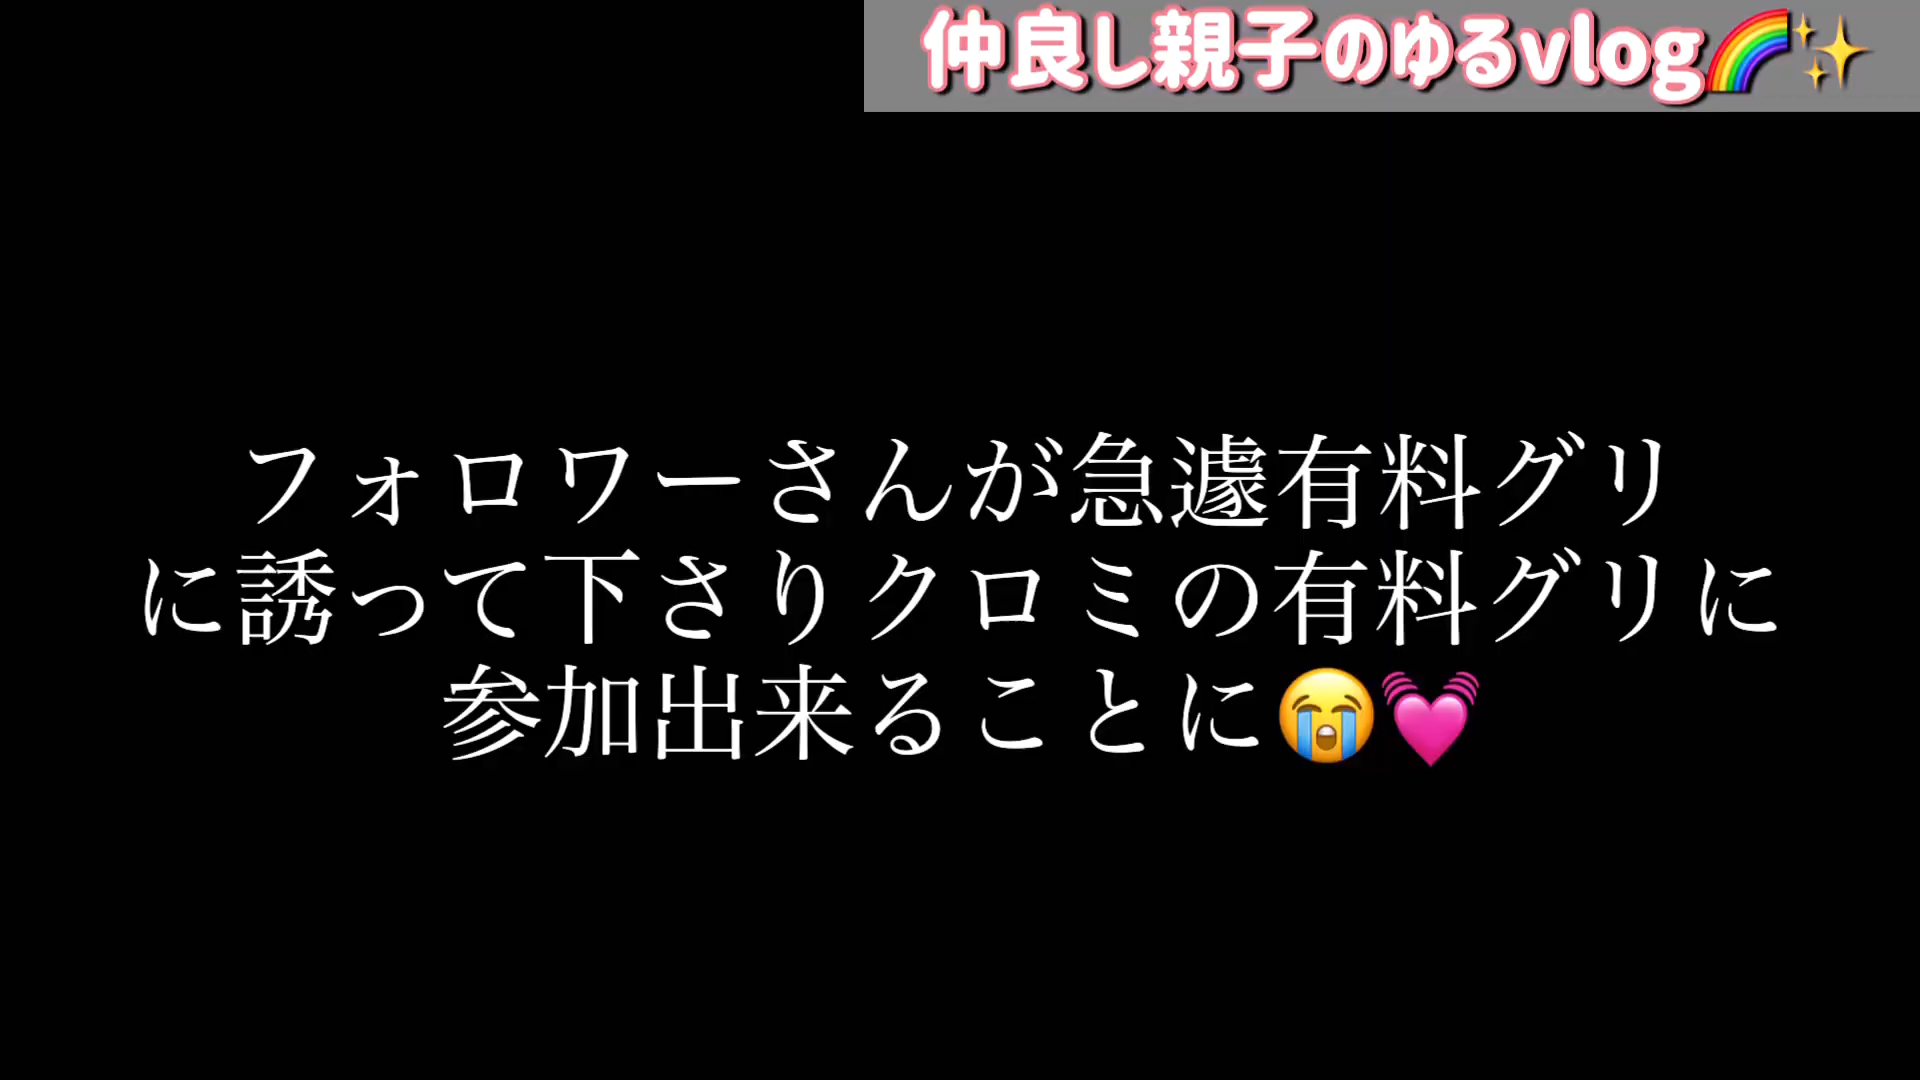 仲良し親子のゆるvlog🌈✨
フォロワーさんが急遽有料グリ
に誘って下さりクロミの有料グリに
参加出来ることに😭💓